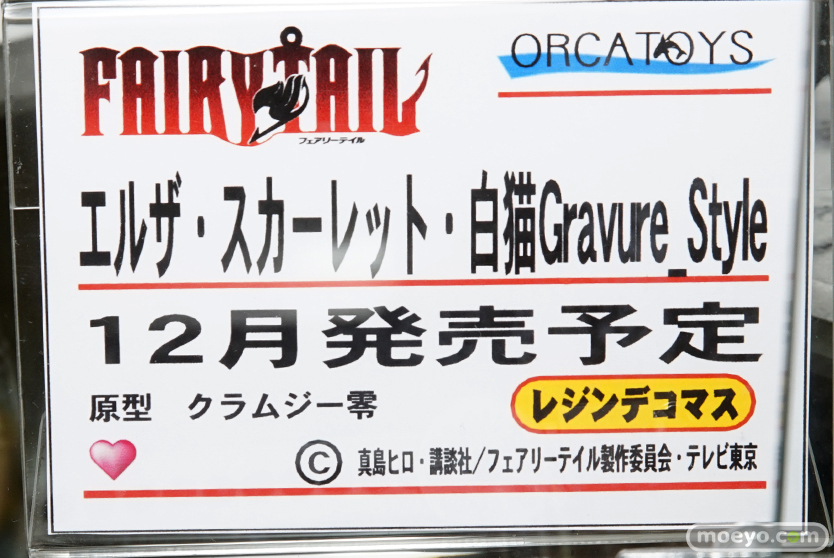 FAIRY TAIL
フェアリーテイル
ORCATOYS
エルザ・スカーレット・白猫Gravure_Style
12月発売予定
原型 クラムジー零
レジンデコマス
©真島ヒロ・講談社/フェアリーテイル製作委員会・テレビ東京
moeyo.com